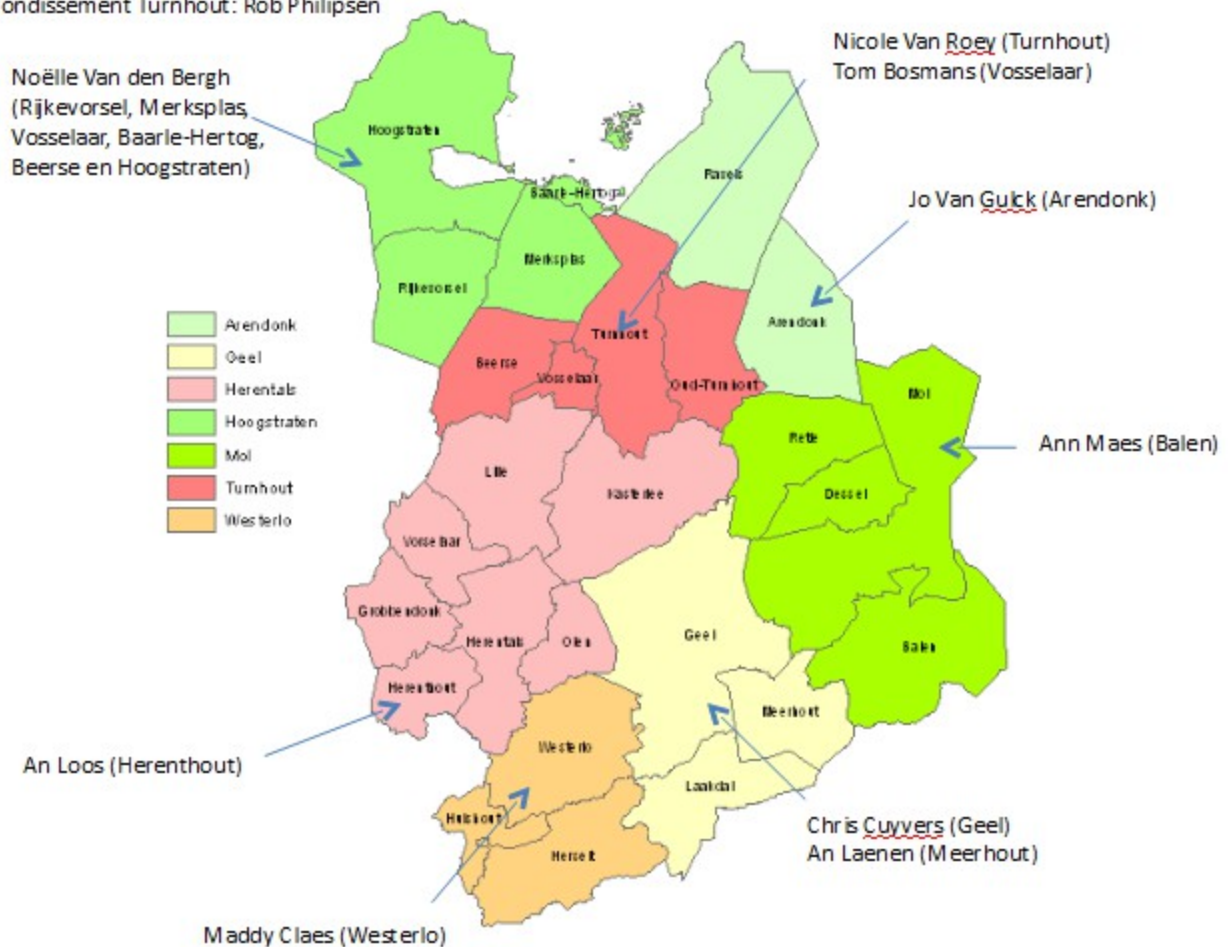 ondissement Turnhout: Rob Philipsen
Nicole Van Roey (Turnhout)
Tom Bosmans (Vosselaar)
Noëlle Van den Bergh
(Rijkevorsel, Merksplas,
Vosselaar, Baarle-Hertog,
Beerse en Hoogstraten)
Hoogstraten
Ravels
Baarle-Hertog
Jo Van Gulck (Arendonk)
Merksplas
Rijkevorsel
Arendonk
Turnhout
Beerse
Vosselaar
Oud-Turnhout
Arendonk
Geel
Herentals
Hoogstraten
Mol
Turnhout
Westerlo
Mol
Retie
Ann Maes (Balen)
Lille
Kasterlee
Dessel
Vorselaar
Grobbendonk
Herentals
Olen
Geel
Balen
Herenthout
Meerhout
Westerlo
An Loos (Herenthout)
Laakdal
Hulshout
Herselt
Chris Cuyvers (Geel)
An Laenen (Meerhout)
Maddy Claes (Westerlo)